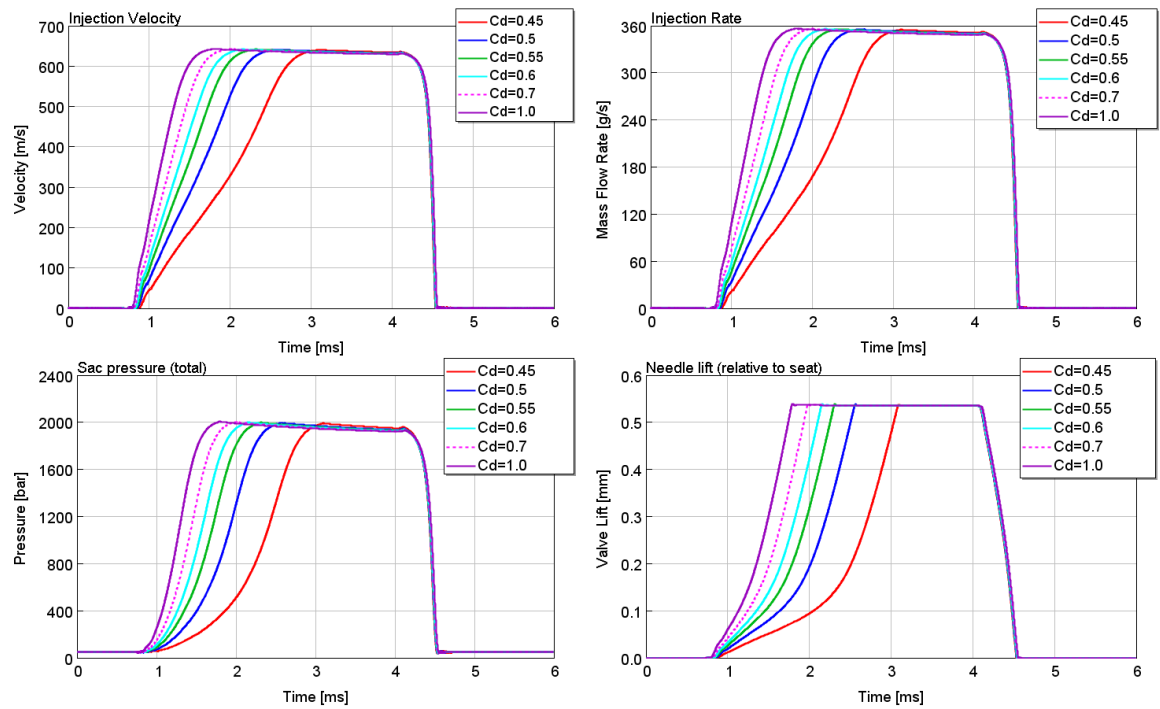 Injection Velocity
700
600
500
400
300
200
100
0
Velocity [m/s]
0 1 2 3 4 5 6
Time [ms]
Cd=0.45
Cd=0.5
Cd=0.55
Cd=0.6
Cd=0.7
Cd=1.0
Injection Rate
360
300
240
180
120
60
0
Mass Flow Rate [g/s]
0 1 2 3 4 5 6
Time [ms]
Cd=0.45
Cd=0.5
Cd=0.55
Cd=0.6
Cd=0.7
Cd=1.0
Sac pressure (total)
2400
2000
1600
1200
800
400
0
Pressure [bar]
0 1 2 3 4 5 6
Time [ms]
Cd=0.45
Cd=0.5
Cd=0.55
Cd=0.6
Cd=0.7
Cd=1.0
Needle lift (relative to seat)
0.6
0.5
0.4
0.3
0.2
0.1
0.0
Valve Lift [mm]
0 1 2 3 4 5 6
Time [ms]
Cd=0.45
Cd=0.5
Cd=0.55
Cd=0.6
Cd=0.7
Cd=1.0